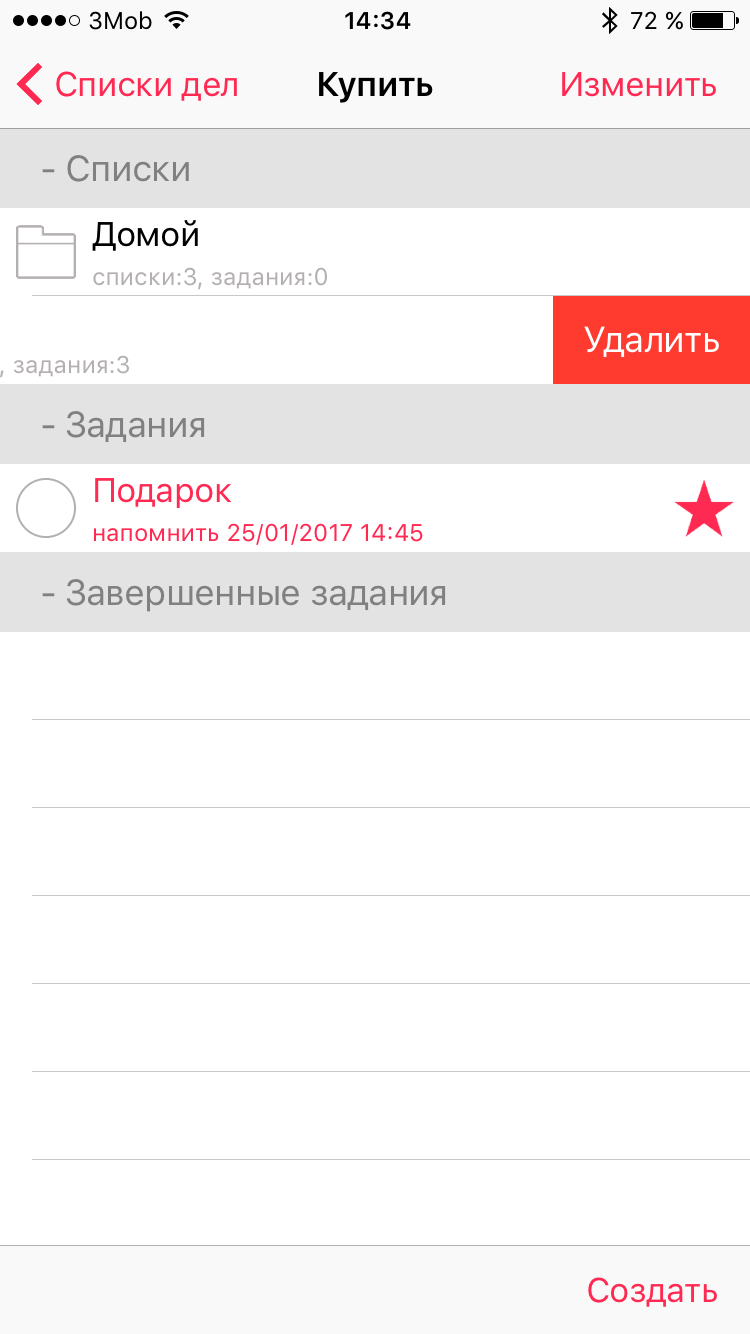 3Mob 14:34 72 %
Списки дел Купить Изменить
- Списки
Домой
списки:3, задания:0
, задания:3
Удалить
- Задания
Подарок
напомнить 25/01/2017 14:45
- Завершенные задания
Создать